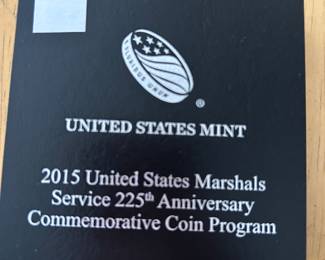 E PLURIBUS UNUM
®
UNITED STATES MINT
2015 United States Marshals
Service 225th Anniversary
Commemorative Coin Program